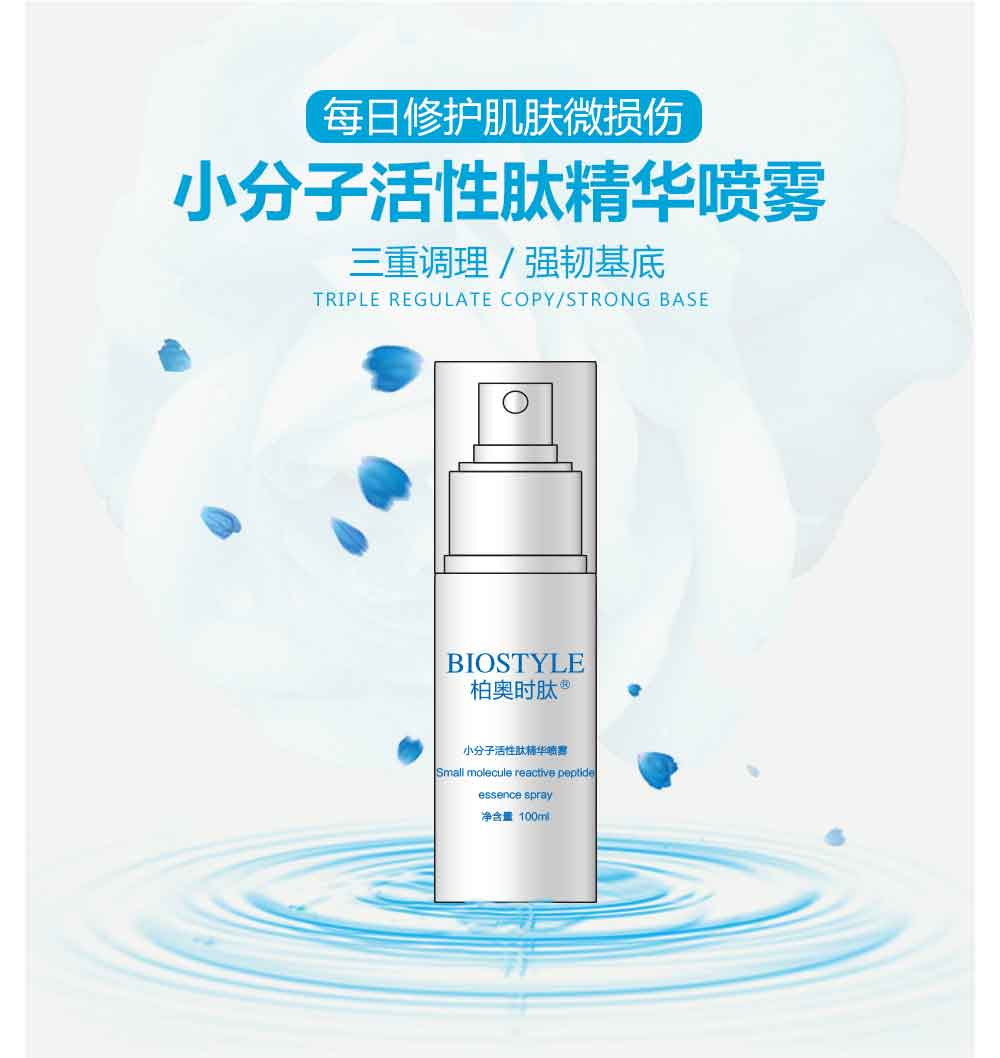 每日修护肌肤微损伤
小分子活性肽精华喷雾
三重调理 / 强韧基底
TRIPLE REGULATE COPY/STRONG BASE
BIOSTYLE
柏奥时肽®
小分子活性肽精华喷雾
Small molecule reactive peptide
essence spray
净含量 100ml